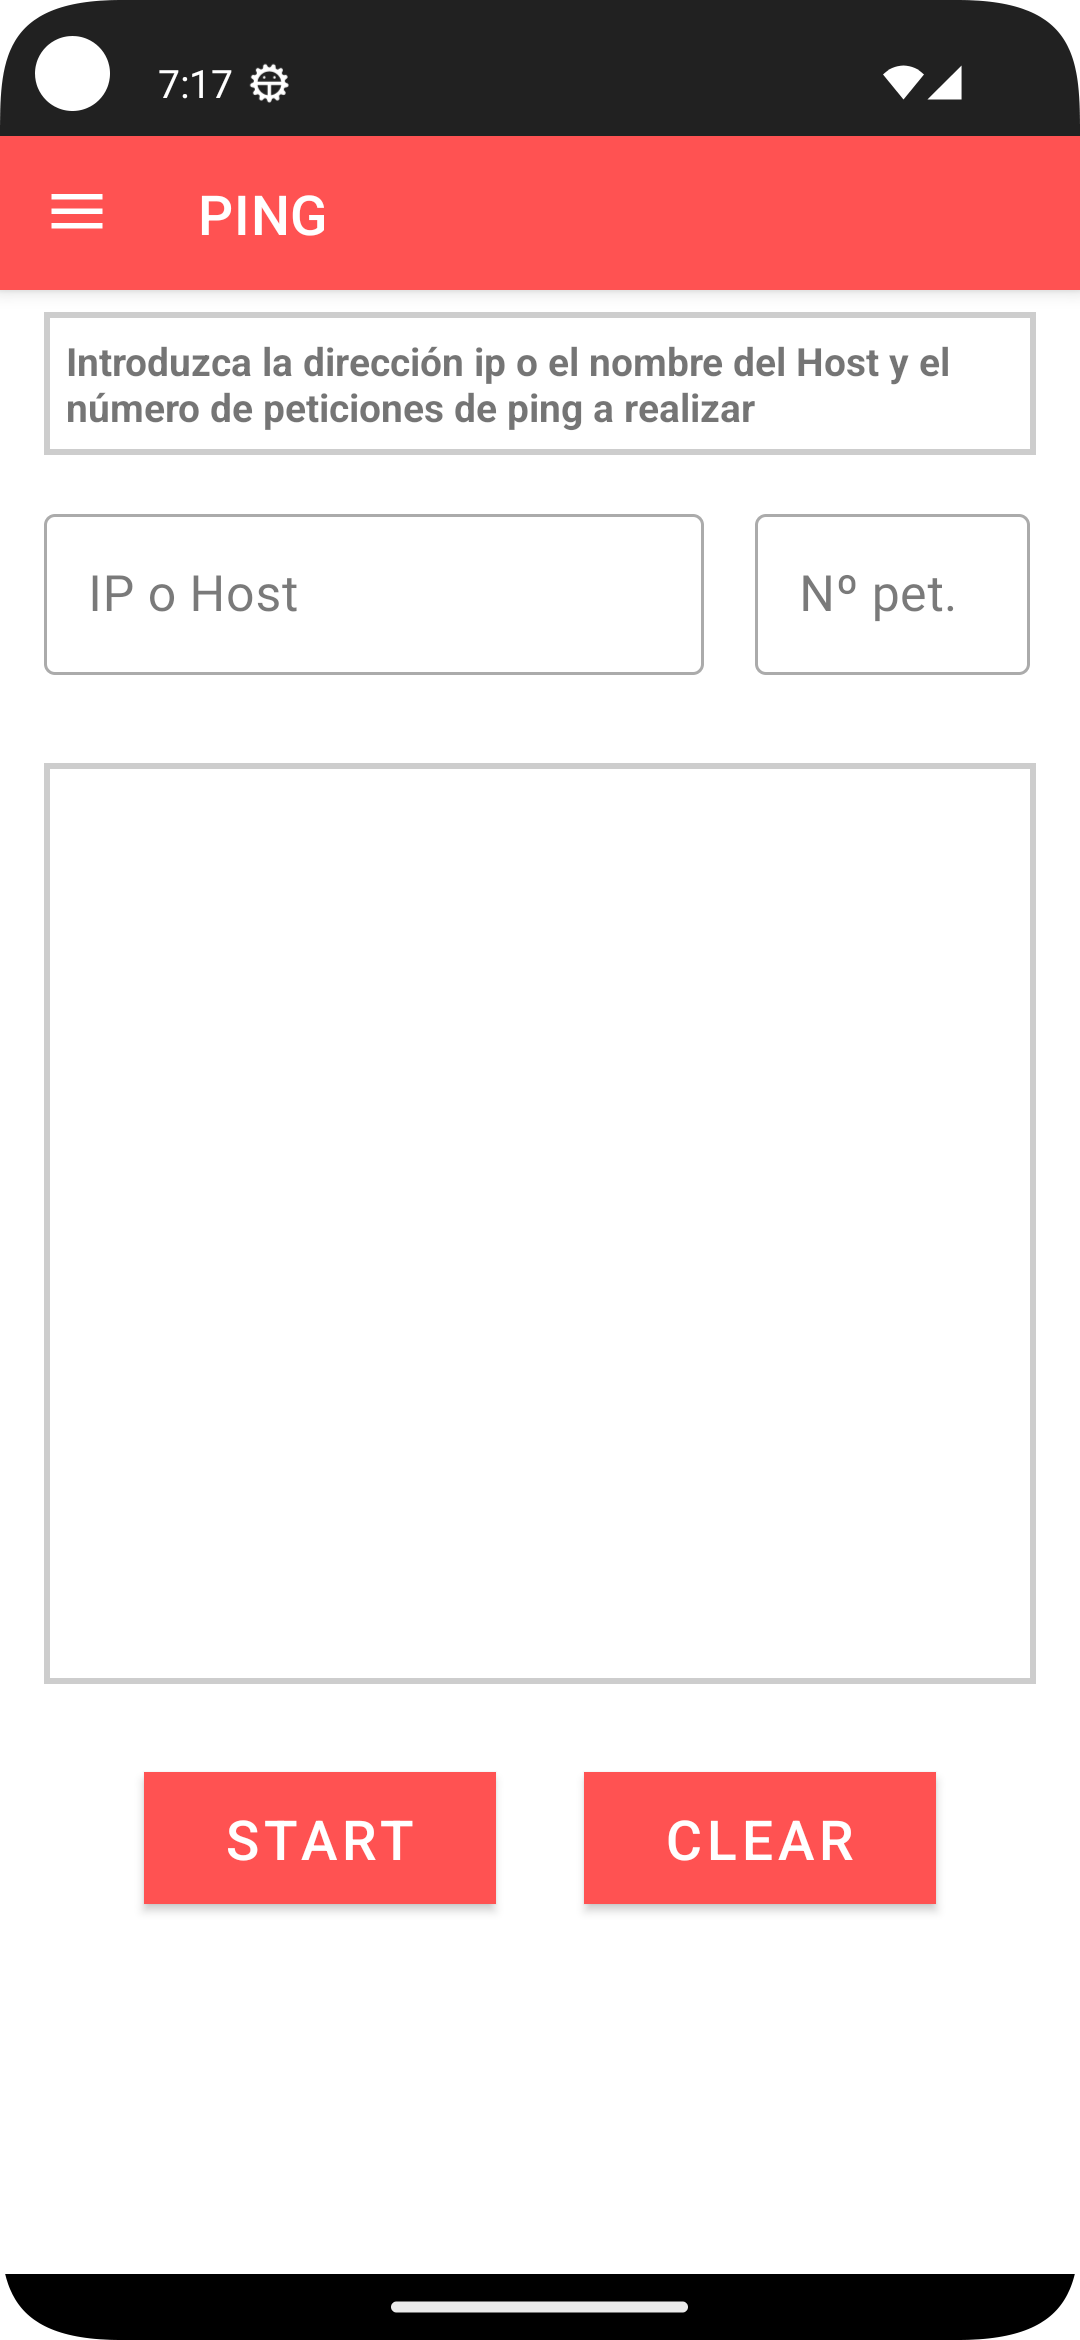 7:17
PING
Introduzca la dirección ip o el nombre del Host y el
número de peticiones de ping a realizar
IP o Host
Nº pet.
START
CLEAR